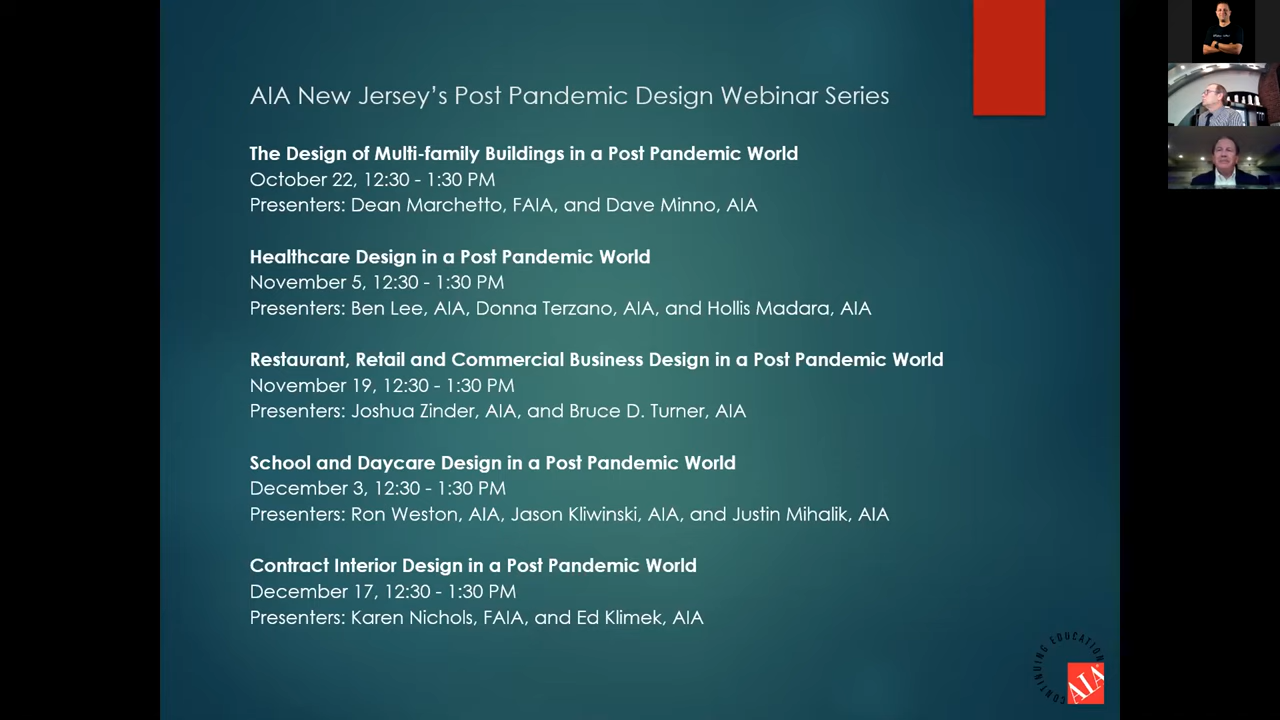 AIA New Jersey’s Post Pandemic Design Webinar Series
The Design of Multi-family Buildings in a Post Pandemic World
October 22, 12:30 - 1:30 PM
Presenters: Dean Marchetto, FAIA, and Dave Minno, AIA
Healthcare Design in a Post Pandemic World
November 5, 12:30 - 1:30 PM
Presenters: Ben Lee, AIA, Donna Terzano, AIA, and Hollis Madara, AIA
Restaurant, Retail and Commercial Business Design in a Post Pandemic World
November 19, 12:30 - 1:30 PM
Presenters: Joshua Zinder, AIA, and Bruce D. Turner, AIA
School and Daycare Design in a Post Pandemic World
December 3, 12:30 - 1:30 PM
Presenters: Ron Weston, AIA, Jason Kliwinski, AIA, and Justin Mihalik, AIA
Contract Interior Design in a Post Pandemic World
December 17, 12:30 - 1:30 PM
Presenters: Karen Nichols, FAIA, and Ed Klimek, AIA
CONTINUING EDUCATION
AIA